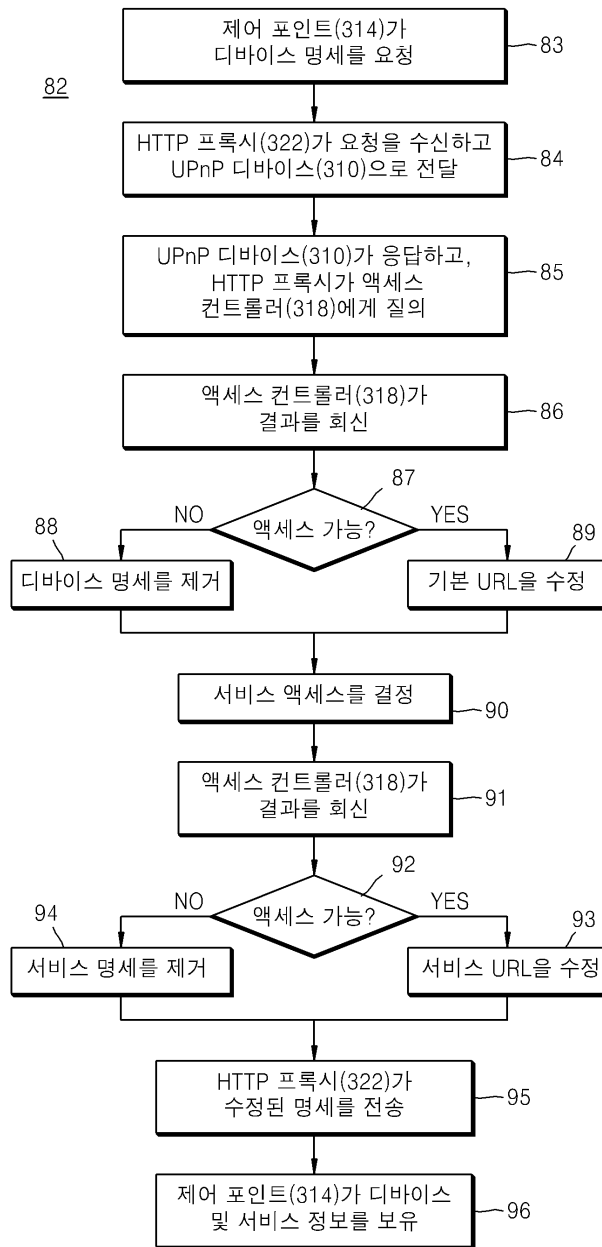 제어 포인트(314)가
디바이스 명세를 요청
83
82
HTTP 프록시(322)가 요청을 수신하고
UPnP 디바이스(310)으로 전달
84
UPnP 디바이스(310)가 응답하고,
HTTP 프록시가 액세스
컨트롤러(318)에게 질의
85
액세스 컨트롤러(318)가
결과를 회신
86
87
NO
액세스 가능?
YES
88
89
디바이스 명세를 제거
기본 URL을 수정
서비스 액세스를 결정
90
액세스 컨트롤러(318)가
결과를 회신
91
92
NO
액세스 가능?
YES
94
93
서비스 명세를 제거
서비스 URL을 수정
HTTP 프록시(322)가
수정된 명세를 전송
95
제어 포인트(314)가 디바이스
및 서비스 정보를 보유
96